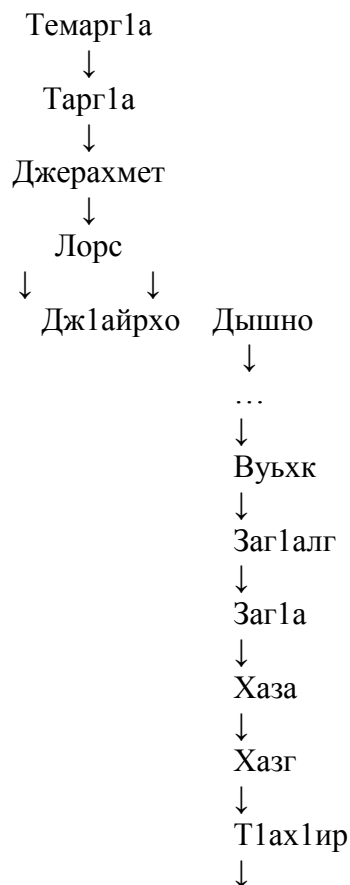 Темарг1а
↓
Тарг1а
↓
Джерахмет
↓
Лорс
↓ ↓
Дж1айрхо Дышно
↓
…
↓
Вуьхк
↓
Заг1алг
↓
Заг1а
↓
Хаза
↓
Хазг
↓
Т1ах1ир
↓